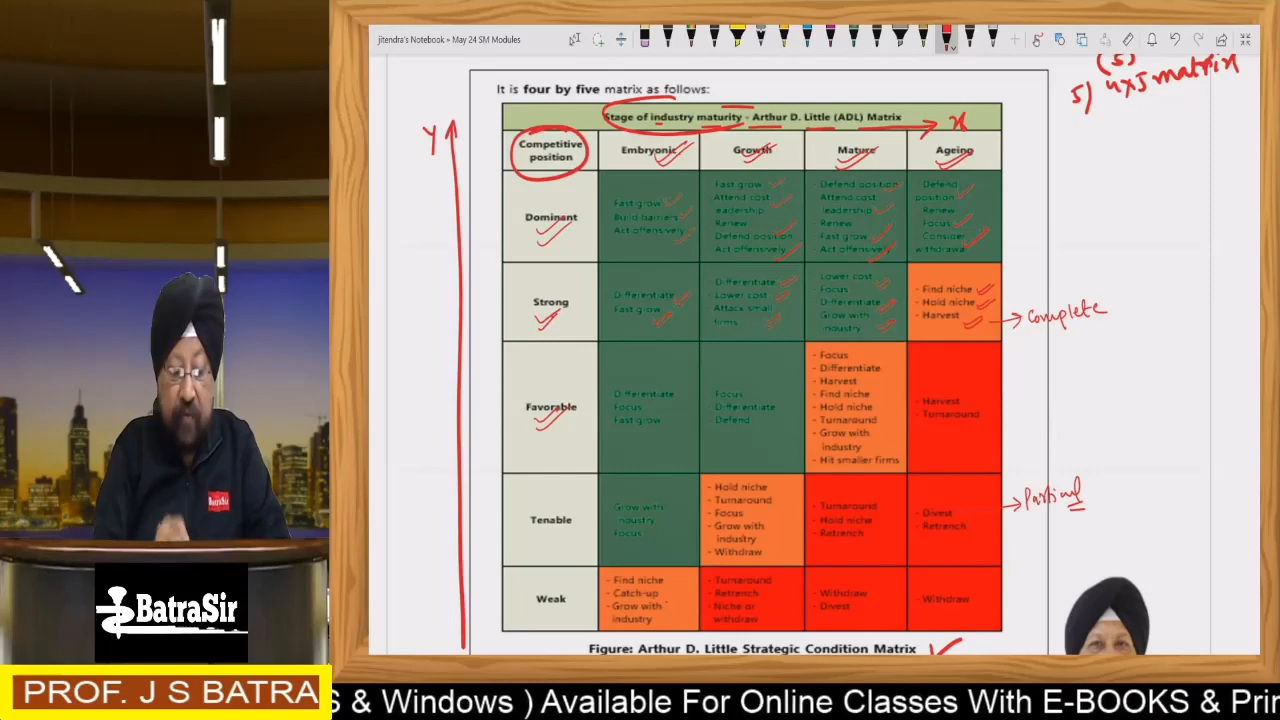 jitendra's Notebook » May 24 SM Modules
(5)
5) 4x5 matrix
It is four by five matrix as follows:
Stage of industry maturity - Arthur D. Little (ADL) Matrix
x
Y
Competitive
position
Embryonic
Growth
Mature
Ageing
Dominant
Fast grow
Build barriers
Act offensively
Fast grow
Attend cost
leadership
Renew
Defend position
Act offensively
- Defend position
Attend cost
leadership
Renew
Fast grow
Act offensively
Defend
position
Renew
Focus
Consider
withdrawal
Strong
Differentiate
Fast grow
Differentiate
Lower cost
Attack small
firms
Lower cost
Focus
Differentiate
Grow with
industry
- Find niche
- Hold niche
- Harvest
Complete
Favorable
Differentiate
Focus
Fast grow
Focus
Differentiate
Defend
- Focus
- Differentiate
- Harvest
- Find niche
- Hold niche
- Turnaround
- Grow with
industry
- Hit smaller firms
- Harvest
- Turnaround
Tenable
Grow with
industry
Focus
- Hold niche
- Turnaround
- Focus
- Grow with
industry
- Withdraw
- Turnaround
- Hold niche
- Retrench
- Divest
- Retrench
Partial
Weak
- Find niche
- Catch-up
- Grow with
industry
- Turnaround
- Retrench
- Niche or
withdraw
- Withdraw
- Divest
- Withdraw
Figure: Arthur D. Little Strategic Condition Matrix
BatraSir
BatraSir
PROF. J S BATRA
S & Windows ) Available For Online Classes With E-BOOKS & Prin